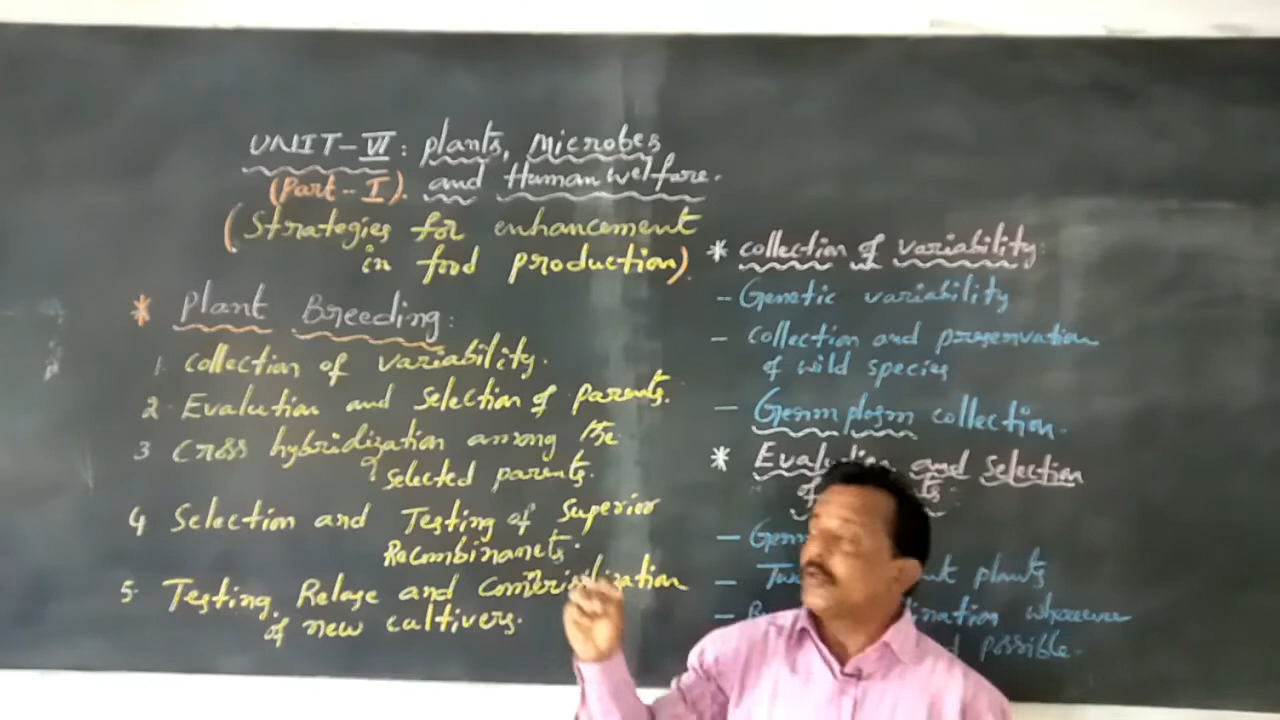 UNIT-VI: plants, Microbes
(Part-I). and Human welfare.
(Strategies for enhancement
in food production)
* Plant Breeding:
1. collection of variability.
2. Evalution and Selection of parents.
3 Cross hybridization among the
selected parents.
4 Selection and Testing of Superior
Recombinanets.
5. Testing, Relase and
of new caltivers.
* collection of variability:
- Genetic variability
- collection and preservation
of wild species
- Germplasm collection.
* and Selection
of
-
- plants
- whereever
possible.